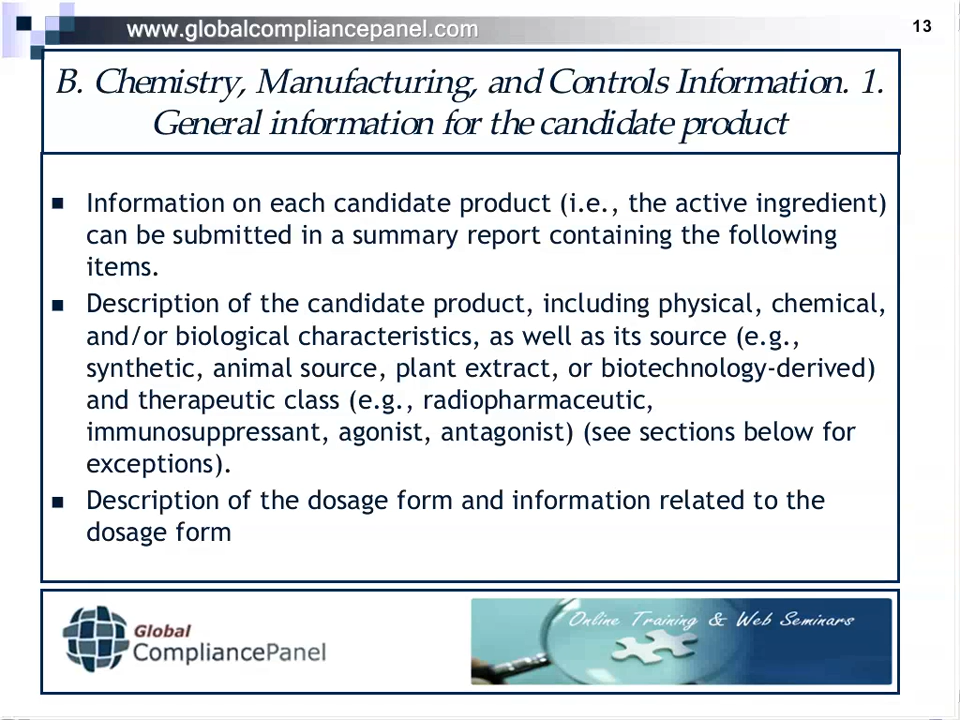 www.globalcompliancepanel.com
13
B. Chemistry, Manufacturing, and Controls Information. 1.
General information for the candidate product
Information on each candidate product (i.e., the active ingredient)
can be submitted in a summary report containing the following
items.
Description of the candidate product, including physical, chemical,
and/or biological characteristics, as well as its source (e.g.,
synthetic, animal source, plant extract, or biotechnology-derived)
and therapeutic class (e.g., radiopharmaceutic,
immunosuppressant, agonist, antagonist) (see sections below for
exceptions).
Description of the dosage form and information related to the
dosage form
Global
CompliancePanel
Online Training & Web Seminars